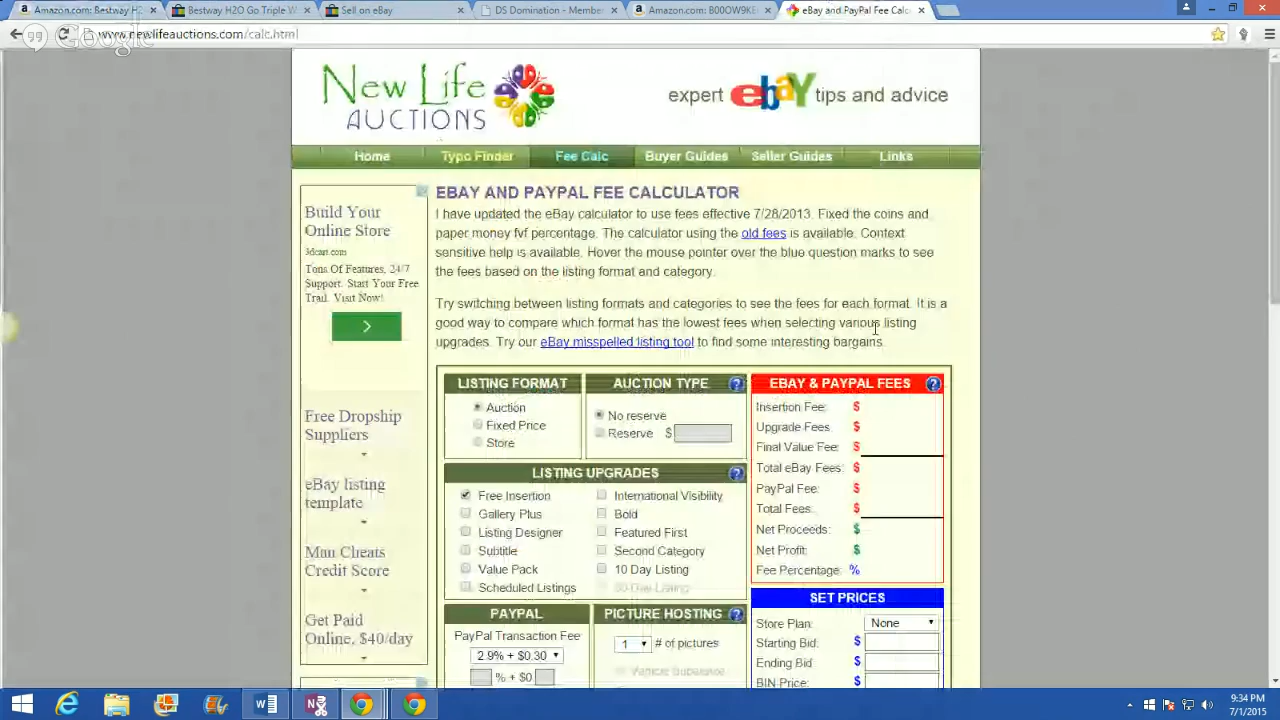 Amazon.com: Bestway H2
Bestway H2O Go Triple W
Sell on eBay
DS Domination - Member
Amazon.com: B00OW9KE
eBay and PayPal Fee Calc
www.newlifeauctions.com/calc.html
Google
New Life
AUCTIONS
expert ebay tips and advice
Home Typo Finder Fee Calc Buyer Guides Seller Guides Links
Build Your
Online Store
3dcart.com
Tons Of Features, 24/7
Support. Start Your Free
Trail. Visit Now!
Free Dropship
Suppliers
eBay listing
template
Mm Cheats
Credit Score
Get Paid
Online, $40/day
EBAY AND PAYPAL FEE CALCULATOR
I have updated the eBay calculator to use fees effective 7/28/2013. Fixed the coins and
paper money fvf percentage. The calculator using the old fees is available. Context
sensitive help is available. Hover the mouse pointer over the blue question marks to see
the fees based on the listing format and category.
Try switching between listing formats and categories to see the fees for each format. It is a
good way to compare which format has the lowest fees when selecting various listing
upgrades. Try our eBay misspelled listing tool to find some interesting bargains.
LISTING FORMAT
Auction
Fixed Price
Store
AUCTION TYPE ?
No reserve
Reserve $
LISTING UPGRADES ?
Free Insertion International Visibility
Gallery Plus Bold
Listing Designer Featured First
Subtitle Second Category
Value Pack 10 Day Listing
Scheduled Listings 30 Day Listing
PAYPAL
PayPal Transaction Fee
2.9% + $0.30
% + $0
PICTURE HOSTING ?
1 # of pictures
EBAY & PAYPAL FEES ?
Insertion Fee: $
Upgrade Fees $
Final Value Fee: $
Total eBay Fees: $
PayPal Fee: $
Total Fees: $
Net Proceeds: $
Net Profit: $
Fee Percentage: %
SET PRICES
Store Plan: None
Starting Bid: $
Ending Bid $
BIN Price: $
9:34 PM
7/1/2015